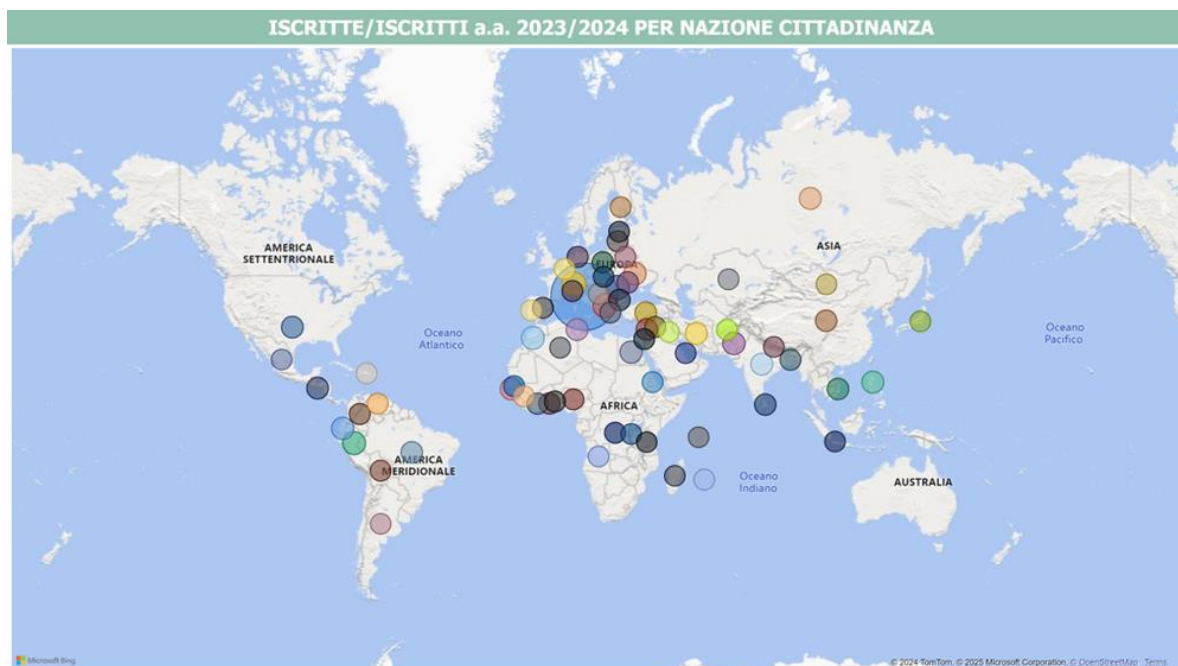 ISCRITTE/ISCRITTI a.a. 2023/2024 PER NAZIONE CITTADINANZA
AMERICA
SETTENTRIONALE
ASIA
EUROPA
Oceano
Atlantico
Oceano
Pacifico
AFRICA
AMERICA
MERIDIONALE
Oceano
Indiano
AUSTRALIA
Microsoft Bing
© 2024 TomTom, © 2025 Microsoft Corporation, © OpenStreetMap Terms